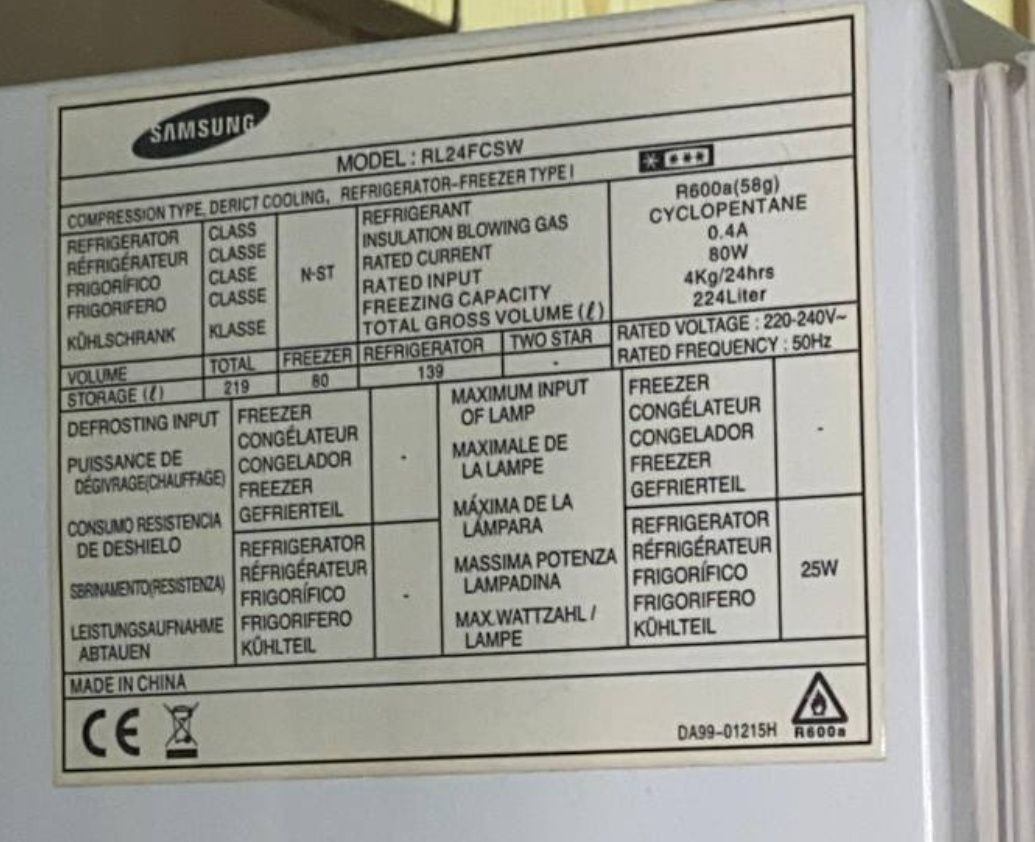 SAMSUNG
MODEL : RL24FCSW
COMPRESSION TYPE, DERICT COOLING, REFRIGERATOR-FREEZER TYPE I
REFRIGERATOR CLASS
RÉFRIGÉRATEUR CLASSE
FRIGORÍFICO CLASE
FRIGORIFERO CLASSE
KÜHLSCHRANK KLASSE
N-ST
REFRIGERANT R600a(58g)
INSULATION BLOWING GAS CYCLOPENTANE
RATED CURRENT 0.4A
RATED INPUT 80W
FREEZING CAPACITY 4Kg/24hrs
TOTAL GROSS VOLUME (ℓ) 224Liter
VOLUME TOTAL FREEZER REFRIGERATOR TWO STAR
STORAGE (ℓ) 219 80 139 -
RATED VOLTAGE : 220-240V~
RATED FREQUENCY : 50Hz
DEFROSTING INPUT
PUISSANCE DE
DÉGIVRAGE(CHAUFFAGE)
CONSUMO RESISTENCIA
DE DESHIELO
SBRINAMENTO(RESISTENZA)
LEISTUNGSAUFNAHME
ABTAUEN
FREEZER
CONGÉLATEUR
CONGELADOR
FREEZER
GEFRIERTEIL
-
REFRIGERATOR
RÉFRIGÉRATEUR
FRIGORÍFICO
FRIGORIFERO
KÜHLTEIL
-
MAXIMUM INPUT
OF LAMP
MAXIMALE DE
LA LAMPE
MÁXIMA DE LA
LÁMPARA
MASSIMA POTENZA
LAMPADINA
MAX.WATTZAHL /
LAMPE
FREEZER
CONGÉLATEUR
CONGELADOR
FREEZER
GEFRIERTEIL
-
REFRIGERATOR
RÉFRIGÉRATEUR
FRIGORÍFICO
FRIGORIFERO
KÜHLTEIL
25W
MADE IN CHINA
CE
DA99-01215H
R600a